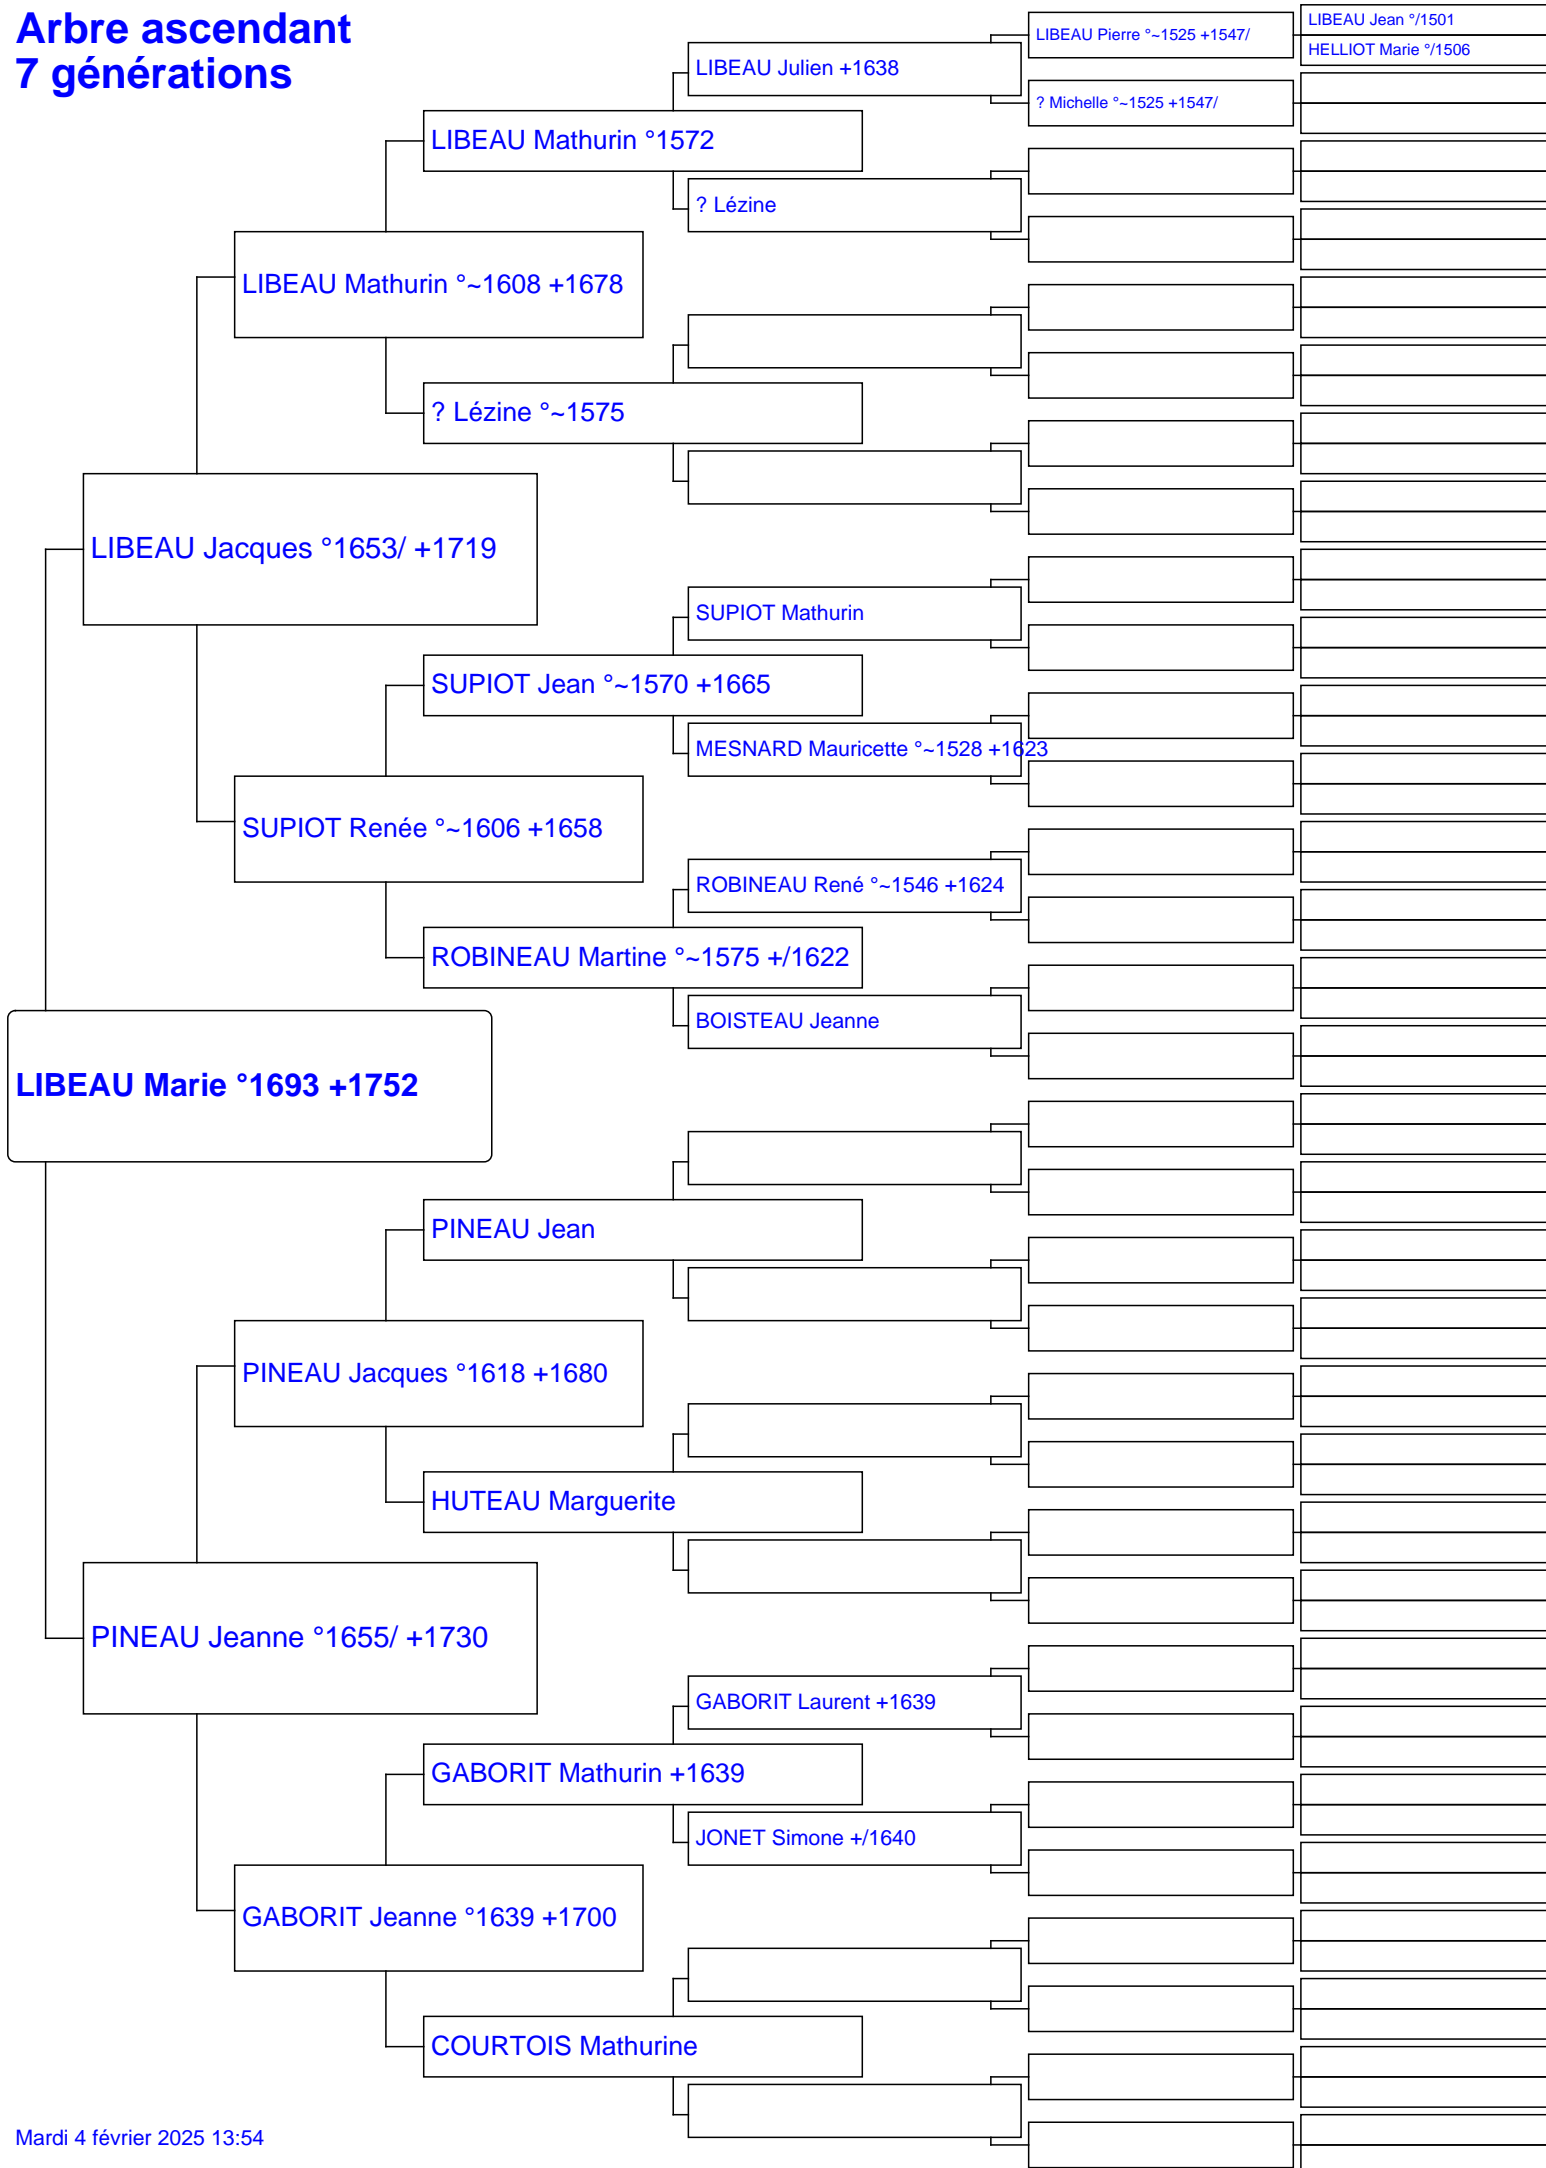 Arbre ascendant
7 générations
LIBEAU Jean °/1501
LIBEAU Pierre °~1525 +1547/
HELLIOT Marie °/1506
LIBEAU Julien +1638
? Michelle °~1525 +1547/
LIBEAU Mathurin °1572
? Lézine
LIBEAU Mathurin °~1608 +1678
? Lézine °~1575
LIBEAU Jacques °1653/ +1719
SUPIOT Mathurin
SUPIOT Jean °~1570 +1665
MESNARD Mauricette °~1528 +1623
SUPIOT Renée °~1606 +1658
ROBINEAU René °~1546 +1624
ROBINEAU Martine °~1575 +/1622
BOISTEAU Jeanne
LIBEAU Marie °1693 +1752
PINEAU Jean
PINEAU Jacques °1618 +1680
HUTEAU Marguerite
PINEAU Jeanne °1655/ +1730
GABORIT Laurent +1639
GABORIT Mathurin +1639
JONET Simone +/1640
GABORIT Jeanne °1639 +1700
COURTOIS Mathurine
Mardi 4 février 2025 13:54